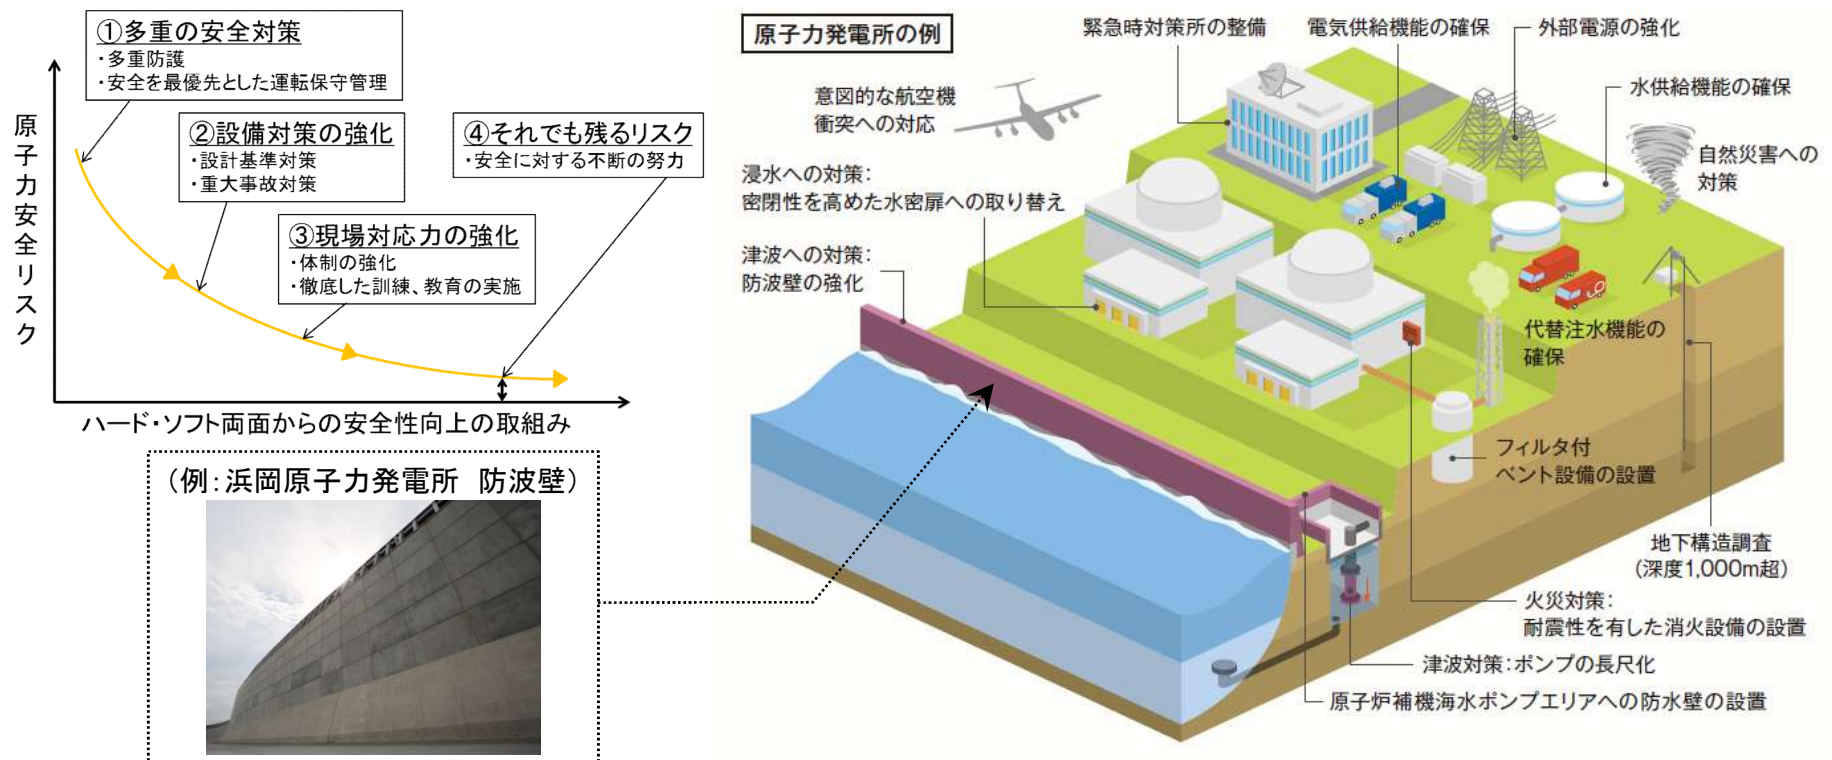 ①多重の安全対策
・多重防護
・安全を最優先とした運転保守管理
②設備対策の強化
・設計基準対策
・重大事故対策
③現場対応力の強化
・体制の強化
・徹底した訓練、教育の実施
④それでも残るリスク
・安全に対する不断の努力
原子力安全リスク
ハード・ソフト両面からの安全性向上の取組み
(例:浜岡原子力発電所 防波壁)
原子力発電所の例
緊急時対策所の整備
電気供給機能の確保
外部電源の強化
水供給機能の確保
意図的な航空機
衝突への対応
自然災害への
対策
浸水への対策:
密閉性を高めた水密扉への取り替え
津波への対策:
防波壁の強化
代替注水機能の
確保
フィルタ付
ベント設備の設置
地下構造調査
(深度1,000m超)
火災対策:
耐震性を有した消火設備の設置
津波対策:ポンプの長尺化
原子炉補機海水ポンプエリアへの防水壁の設置